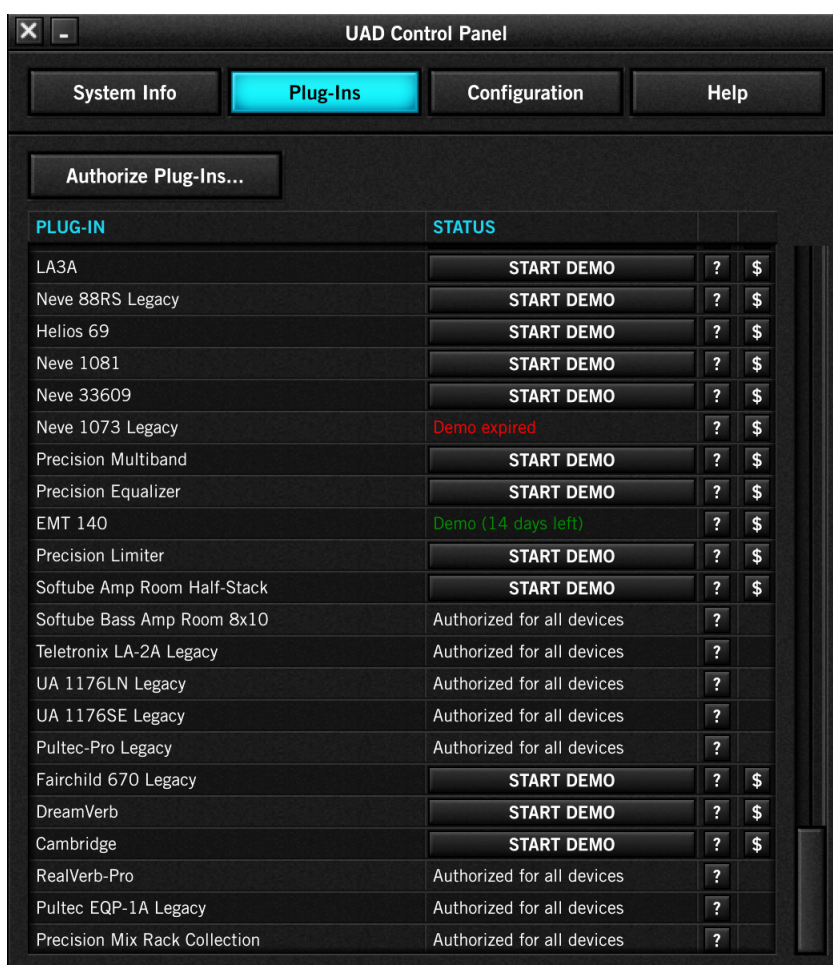 UAD Control Panel
System Info Plug-Ins Configuration Help
Authorize Plug-Ins...
PLUG-IN STATUS
LA3A START DEMO ? $
Neve 88RS Legacy START DEMO ? $
Helios 69 START DEMO ? $
Neve 1081 START DEMO ? $
Neve 33609 START DEMO ? $
Neve 1073 Legacy Demo expired ? $
Precision Multiband START DEMO ? $
Precision Equalizer START DEMO ? $
EMT 140 Demo (14 days left) ? $
Precision Limiter START DEMO ? $
Softube Amp Room Half-Stack START DEMO ? $
Softube Bass Amp Room 8x10 Authorized for all devices ?
Teletronix LA-2A Legacy Authorized for all devices ?
UA 1176LN Legacy Authorized for all devices ?
UA 1176SE Legacy Authorized for all devices ?
Pultec-Pro Legacy Authorized for all devices ?
Fairchild 670 Legacy START DEMO ? $
DreamVerb START DEMO ? $
Cambridge START DEMO ? $
RealVerb-Pro Authorized for all devices ?
Pultec EQP-1A Legacy Authorized for all devices ?
Precision Mix Rack Collection Authorized for all devices ?